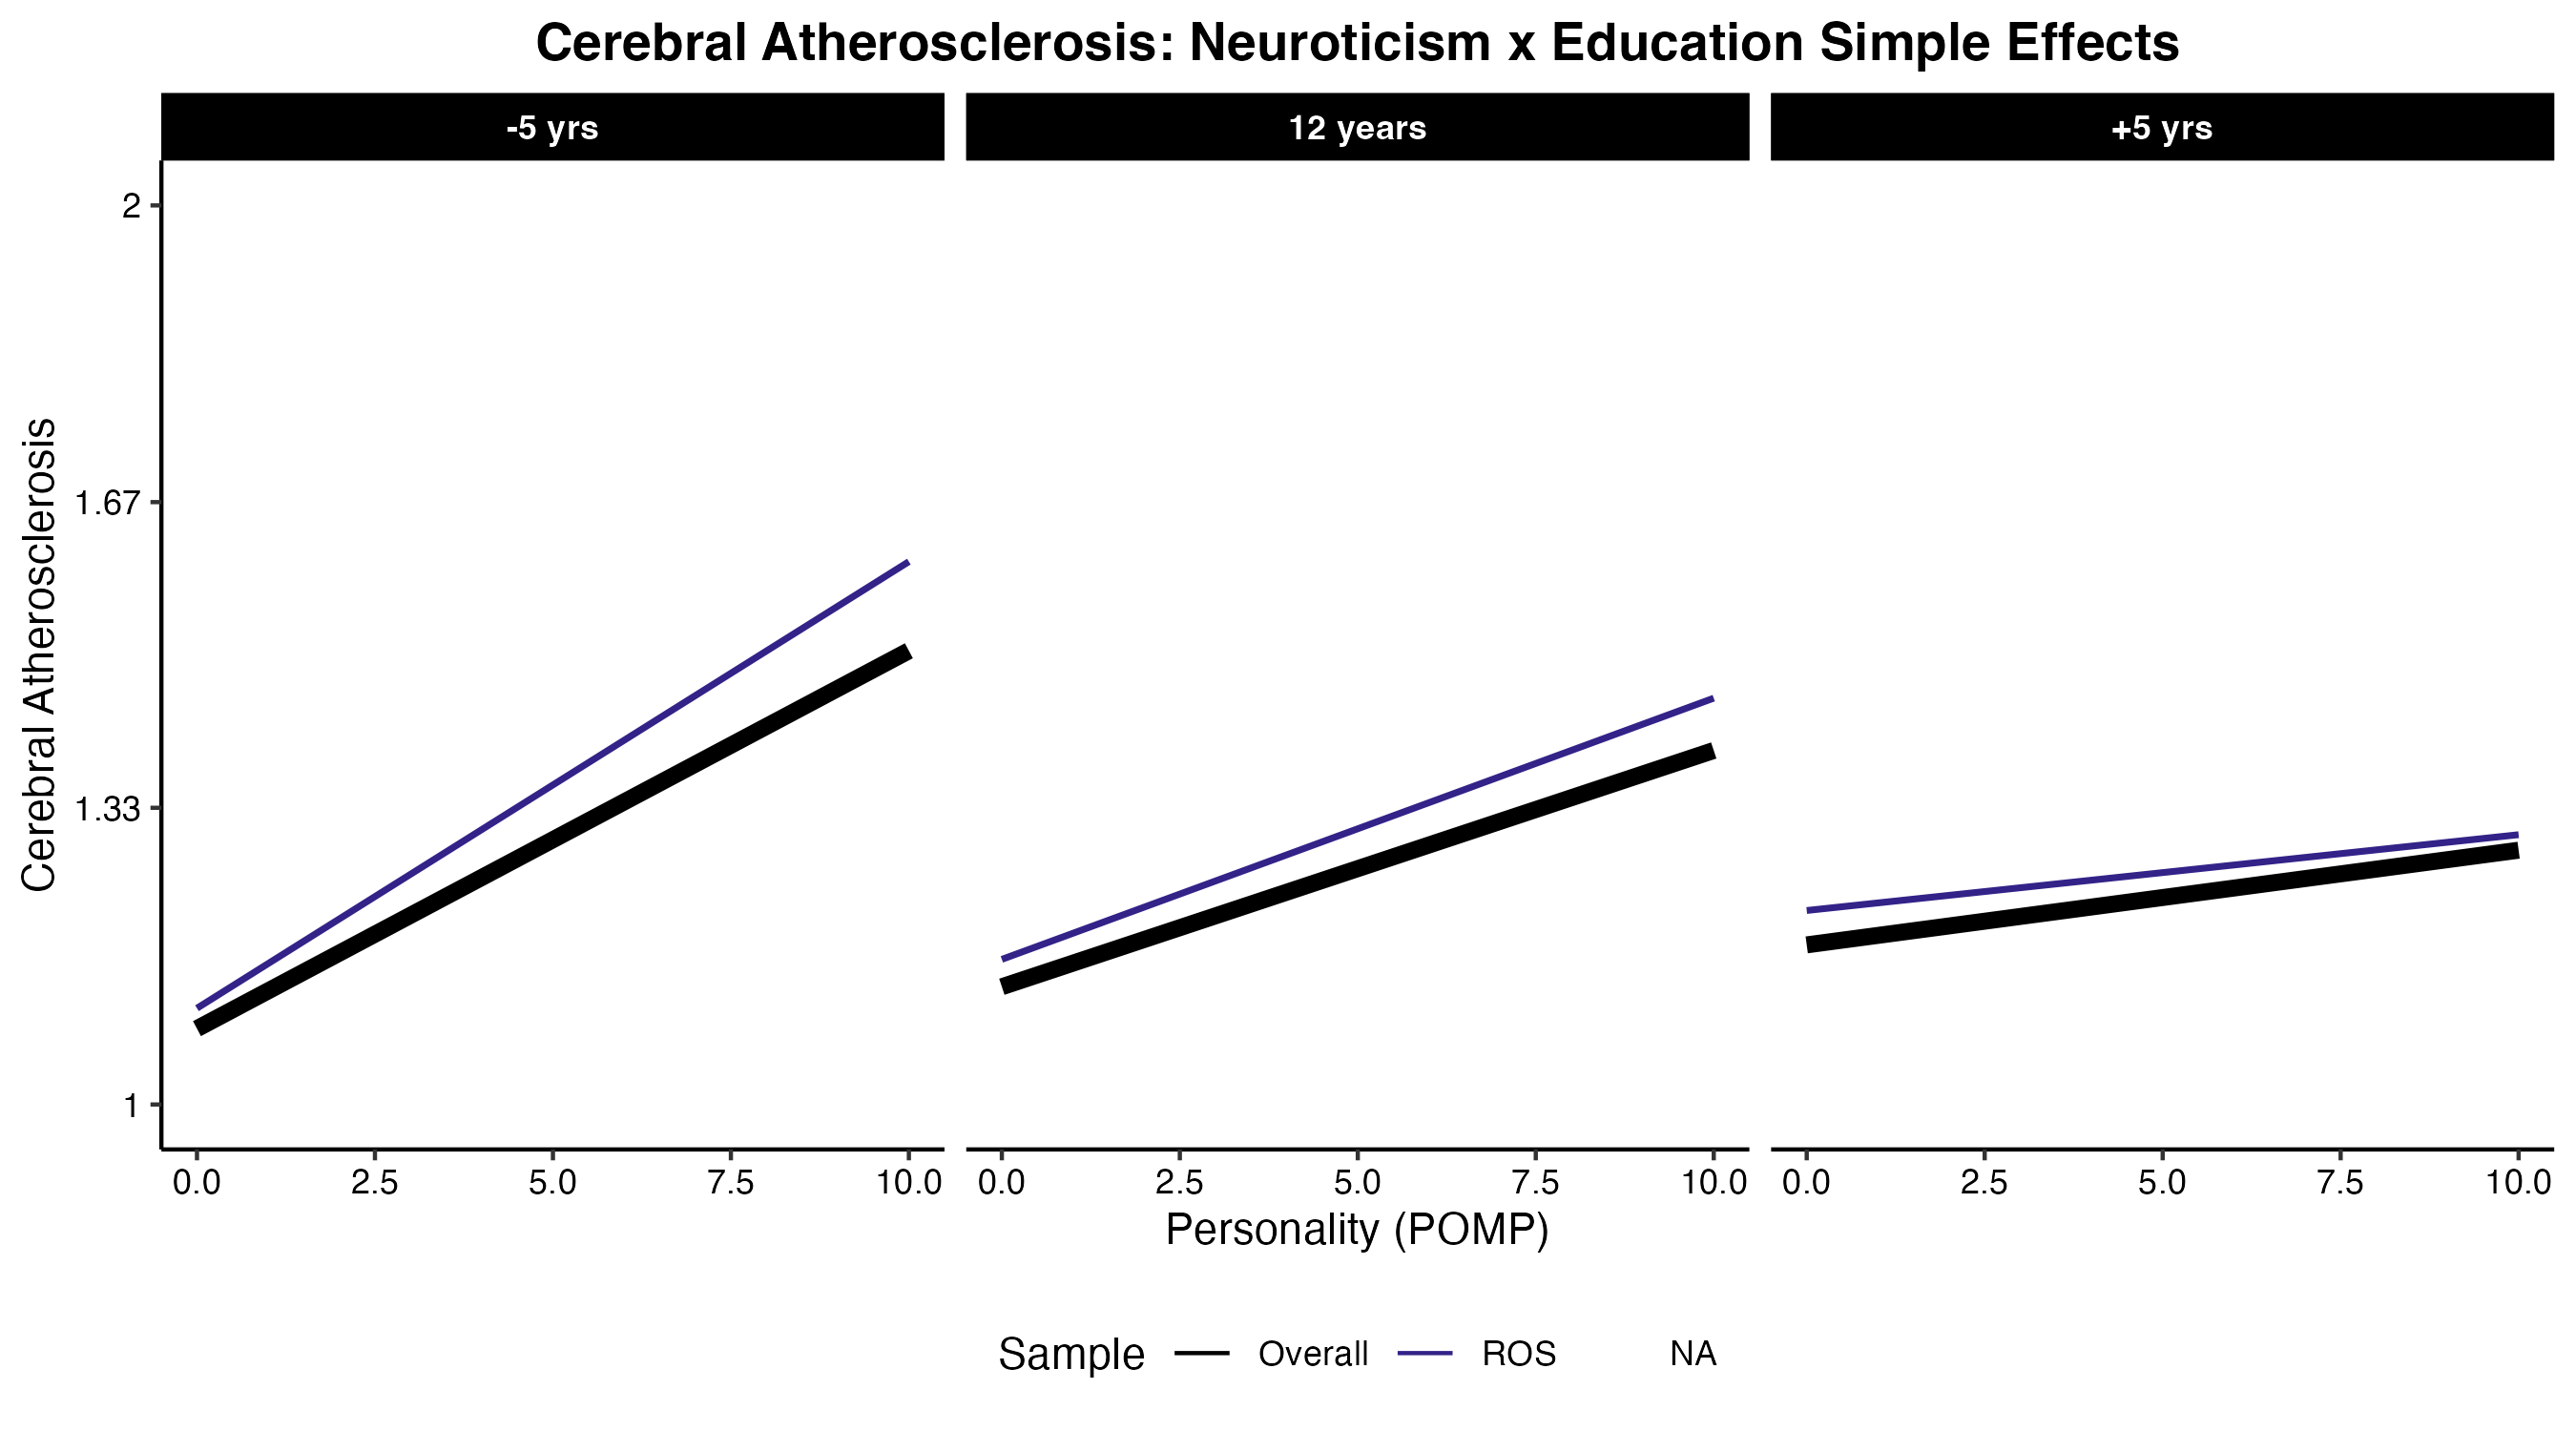 Cerebral Atherosclerosis: Neuroticism x Education Simple Effects
-5 yrs 12 years +5 yrs
Cerebral Atherosclerosis
2
1.67
1.33
1
0.0 2.5 5.0 7.5 10.0 0.0 2.5 5.0 7.5 10.0 0.0 2.5 5.0 7.5 10.0
Personality (POMP)
Sample Overall ROS NA